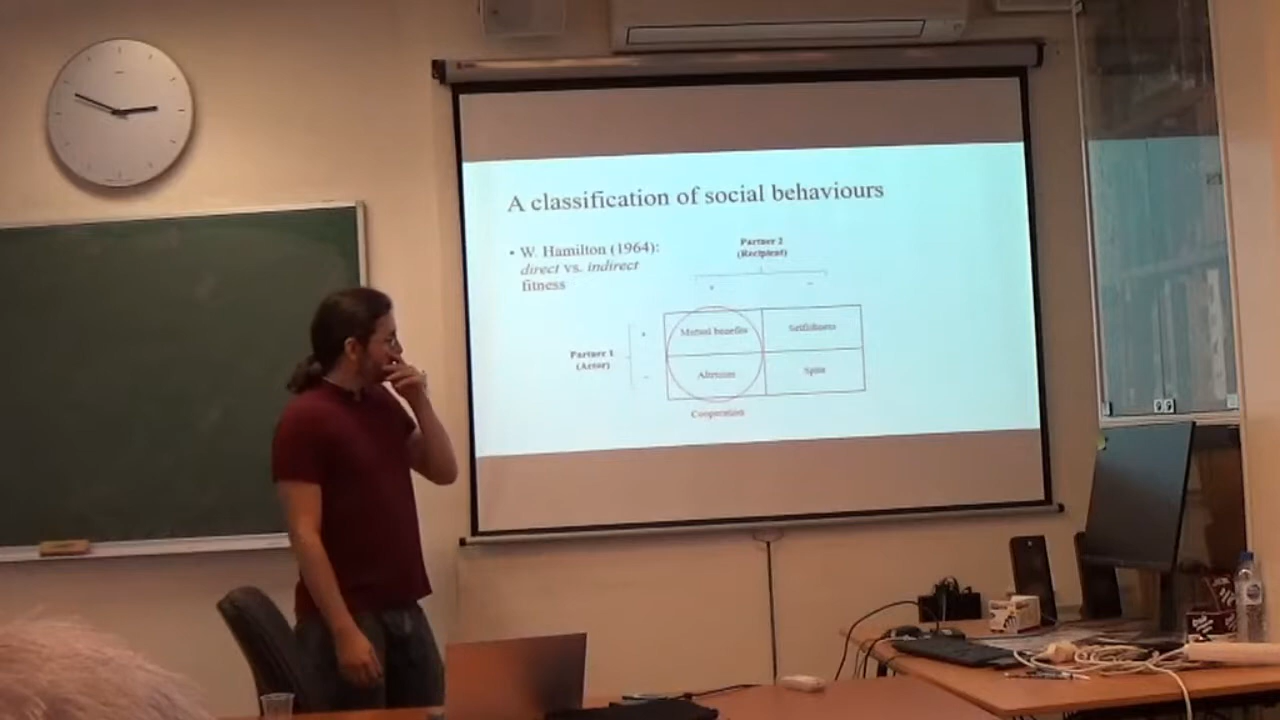 A classification of social behaviours
• W. Hamilton (1964):
direct vs. indirect
fitness
Partner 2
(Recipient)
+ −
Partner 1
(Actor)
+
−
Mutual benefits Selfishness
Altruism Spite
Cooperation